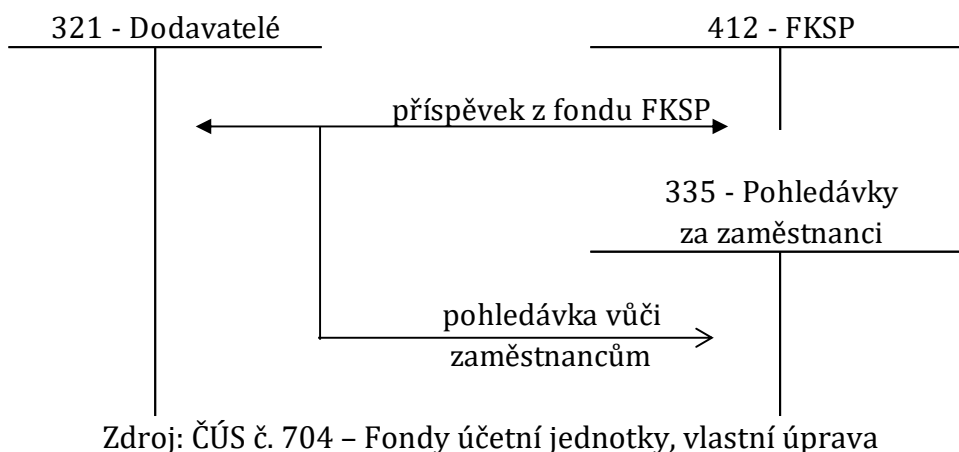 321 - Dodavatelé
412 - FKSP
příspěvek z fondu FKSP
335 - Pohledávky
za zaměstnanci
pohledávka vůči
zaměstnancům
Zdroj: ČÚS č. 704 – Fondy účetní jednotky, vlastní úprava